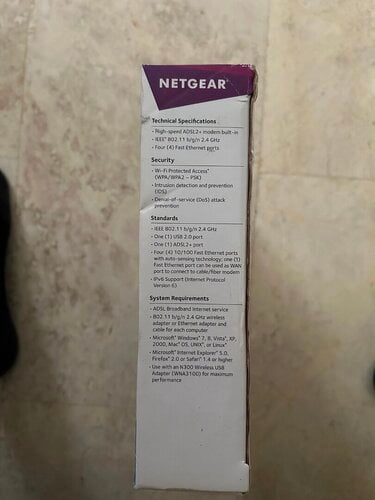 NETGEAR®
Technical Specifications
• High-speed ADSL2+ modem built-in
• IEEE® 802.11 b/g/n 2.4 GHz
• Four (4) Fast Ethernet ports
Security
• Wi-Fi Protected Access®
(WPA/WPA2 – PSK)
• Intrusion detection and prevention
(IDS)
• Denial-of-service (DoS) attack
prevention
Standards
• IEEE 802.11 b/g/n 2.4 GHz
• One (1) USB 2.0 port
• One (1) ADSL2+ port
• Four (4) 10/100 Fast Ethernet ports
with auto-sensing technology; one (1)
Fast Ethernet port can be used as WAN
port to connect to cable/fiber modem
• IPv6 Support (Internet Protocol
Version 6)
System Requirements
• ADSL Broadband Internet service
• 802.11 b/g/n 2.4 GHz wireless
adapter or Ethernet adapter and
cable for each computer
• Microsoft® Windows® 7, 8, Vista®, XP,
2000, Mac® OS, UNIX®, or Linux®
• Microsoft® Internet Explorer® 5.0,
Firefox® 2.0 or Safari® 1.4 or higher
• Use with an N300 Wireless USB
Adapter (WNA3100) for maximum
performance